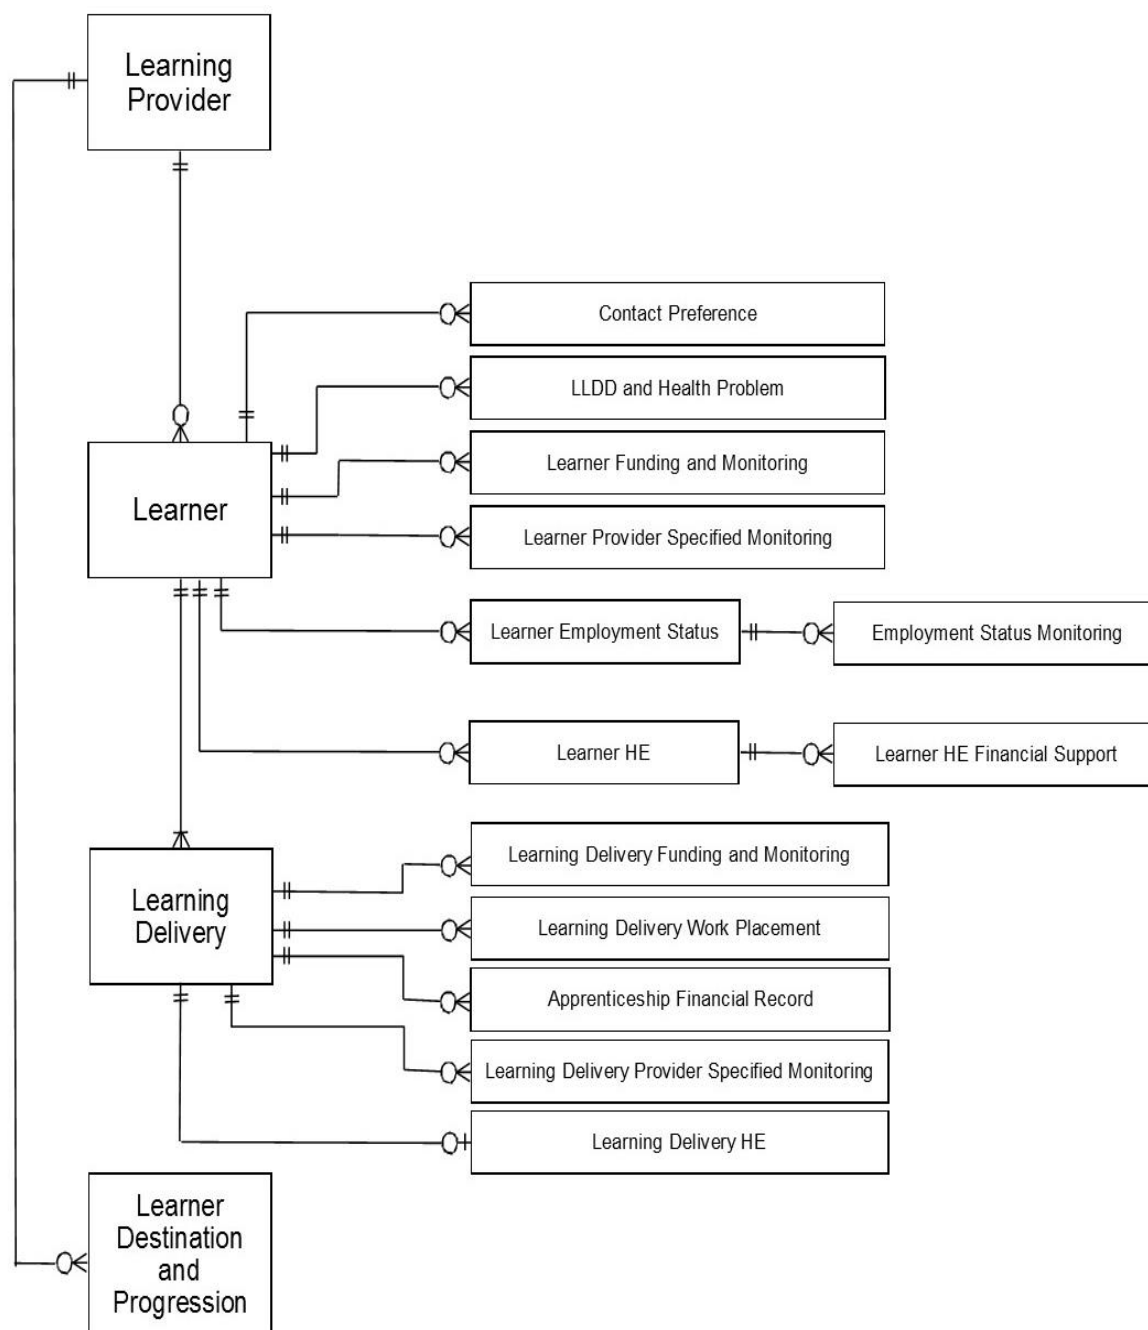 Learning
Provider
Contact Preference
LLDD and Health Problem
Learner Funding and Monitoring
Learner
Learner Provider Specified Monitoring
Learner Employment Status
Employment Status Monitoring
Learner HE
Learner HE Financial Support
Learning Delivery Funding and Monitoring
Learning
Delivery
Learning Delivery Work Placement
Apprenticeship Financial Record
Learning Delivery Provider Specified Monitoring
Learning Delivery HE
Learner
Destination
and
Progression